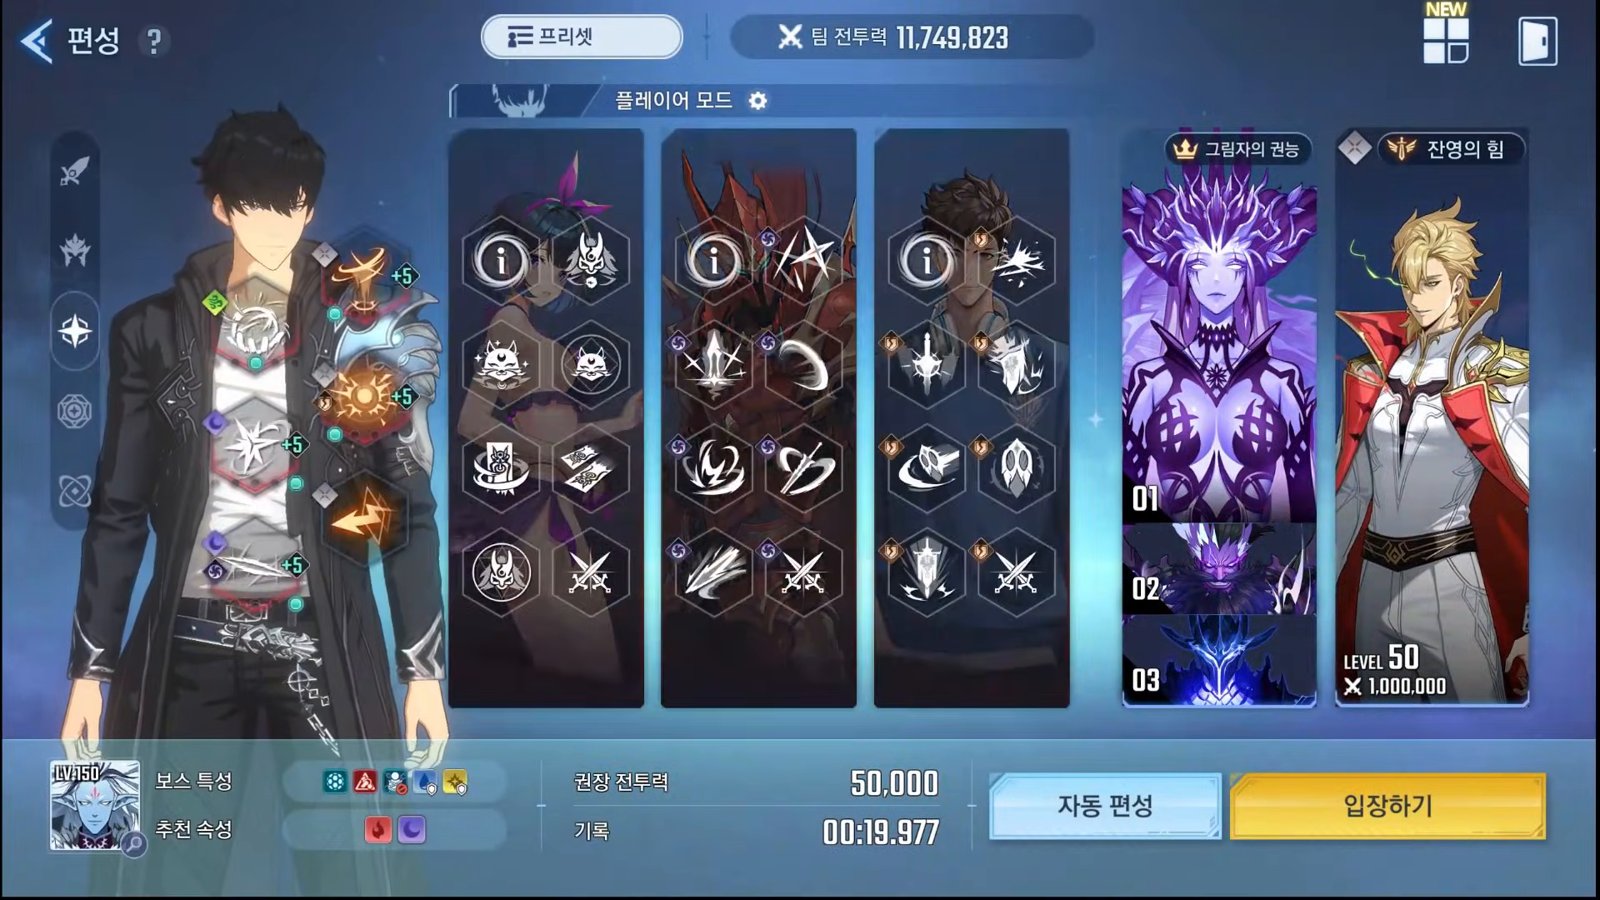 편성 ?
프리셋
팀 전투력 11,749,823
NEW
플레이어 모드
그림자의 권능
잔영의 힘
+5
+5
+5
+5
01
02
03
LEVEL 50
1,000,000
LV.150
보스 특성
추천 속성
권장 전투력 50,000
기록 00:19.977
자동 편성
입장하기